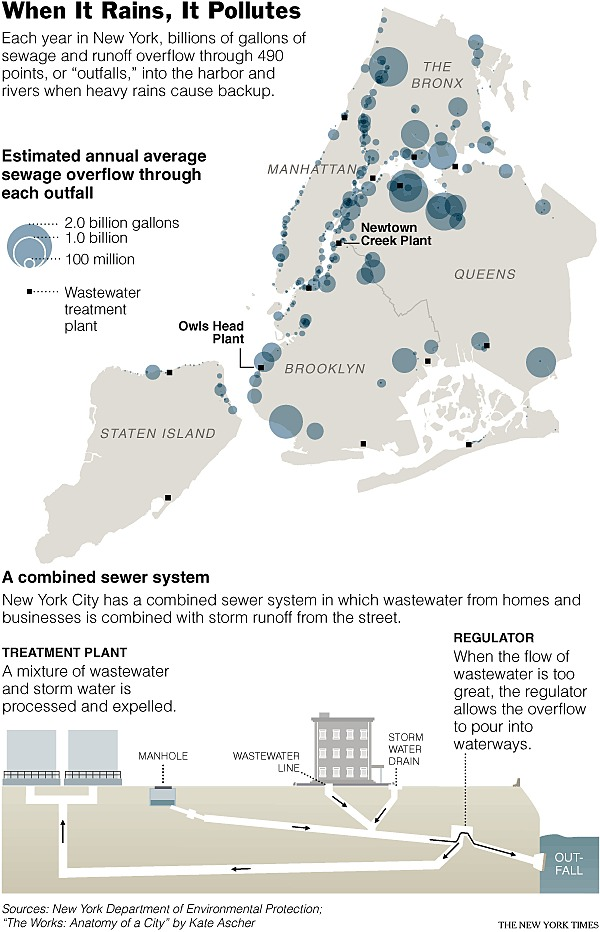 When It Rains, It Pollutes
Each year in New York, billions of gallons of
sewage and runoff overflow through 490
points, or “outfalls,” into the harbor and
rivers when heavy rains cause backup.
Estimated annual average
sewage overflow through
each outfall
2.0 billion gallons
1.0 billion
100 million
Wastewater
treatment
plant
THE
BRONX
MANHATTAN
Newtown
Creek Plant
QUEENS
Owls Head
Plant
BROOKLYN
STATEN ISLAND
A combined sewer system
New York City has a combined sewer system in which wastewater from homes and
businesses is combined with storm runoff from the street.
TREATMENT PLANT
A mixture of wastewater
and storm water is
processed and expelled.
REGULATOR
When the flow of
wastewater is too
great, the regulator
allows the overflow
to pour into
waterways.
MANHOLE
WASTEWATER
LINE
STORM
WATER
DRAIN
OUT-
FALL
Sources: New York Department of Environmental Protection;
“The Works: Anatomy of a City” by Kate Ascher
THE NEW YORK TIMES